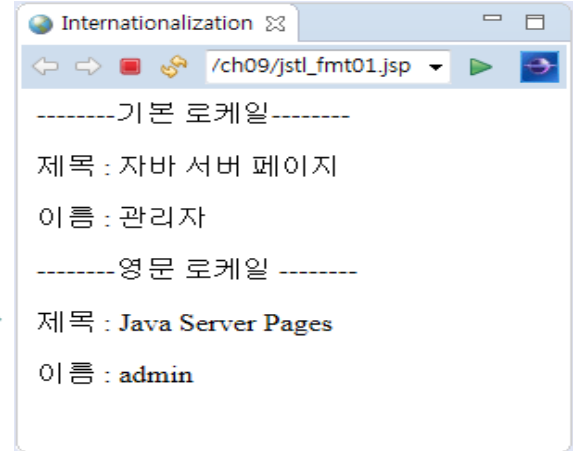 Internationalization
/ch09/jstl_fmt01.jsp
--------기본 로케일--------
제목 : 자바 서버 페이지
이름 : 관리자
--------영문 로케일 --------
제목 : Java Server Pages
이름 : admin